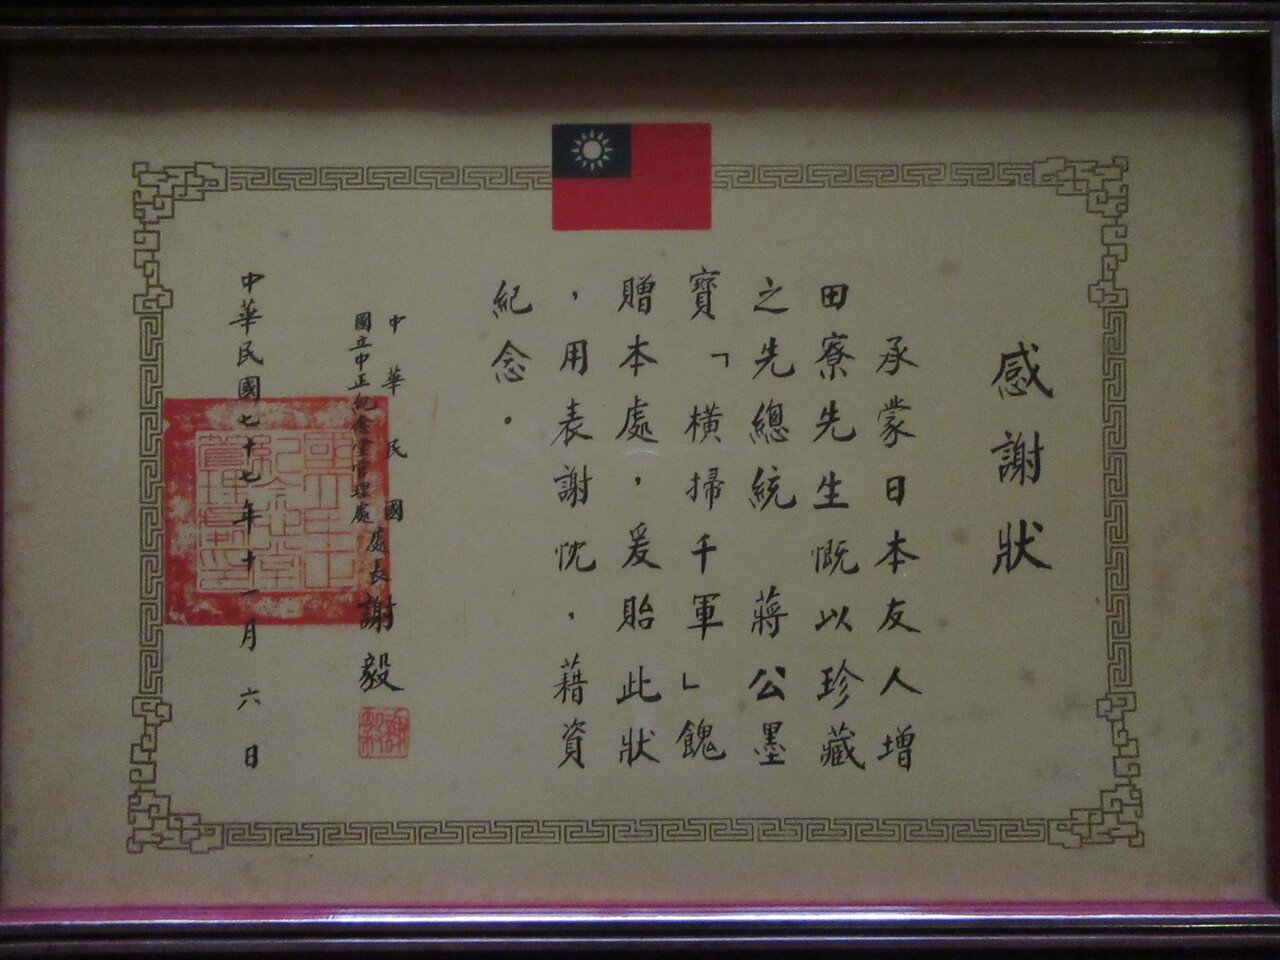 感謝狀
承蒙日本友人增
田寮先生慨以珍藏
之先總統　蔣公墨
寶「橫掃千軍」餽
贈本處，爰貽此狀
，用表謝忱．藉資
紀念。
中華民國
國立中正紀念堂管理處
處長謝毅
謝毅
中華民國七十七年十一月六日